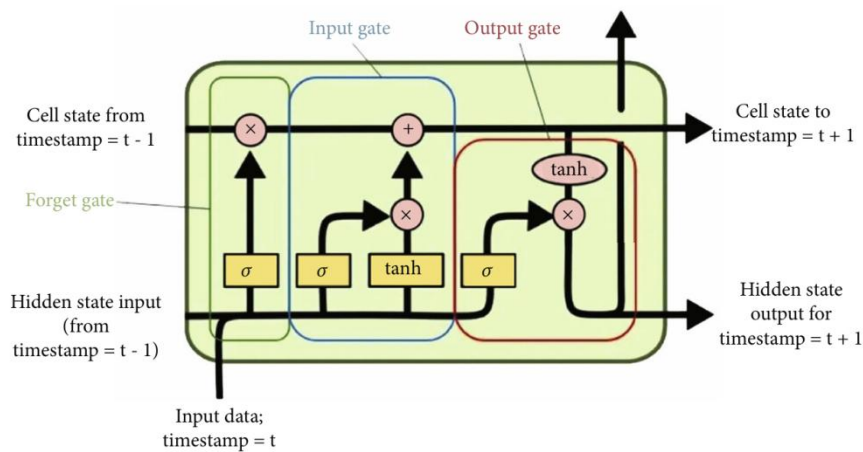 Input gate
Output gate
Cell state from
timestamp = t - 1
×
+
Cell state to
timestamp = t + 1
tanh
Forget gate
×
×
σ
σ
tanh
σ
Hidden state input
(from
timestamp = t - 1)
Hidden state
output for
timestamp = t + 1
Input data;
timestamp = t